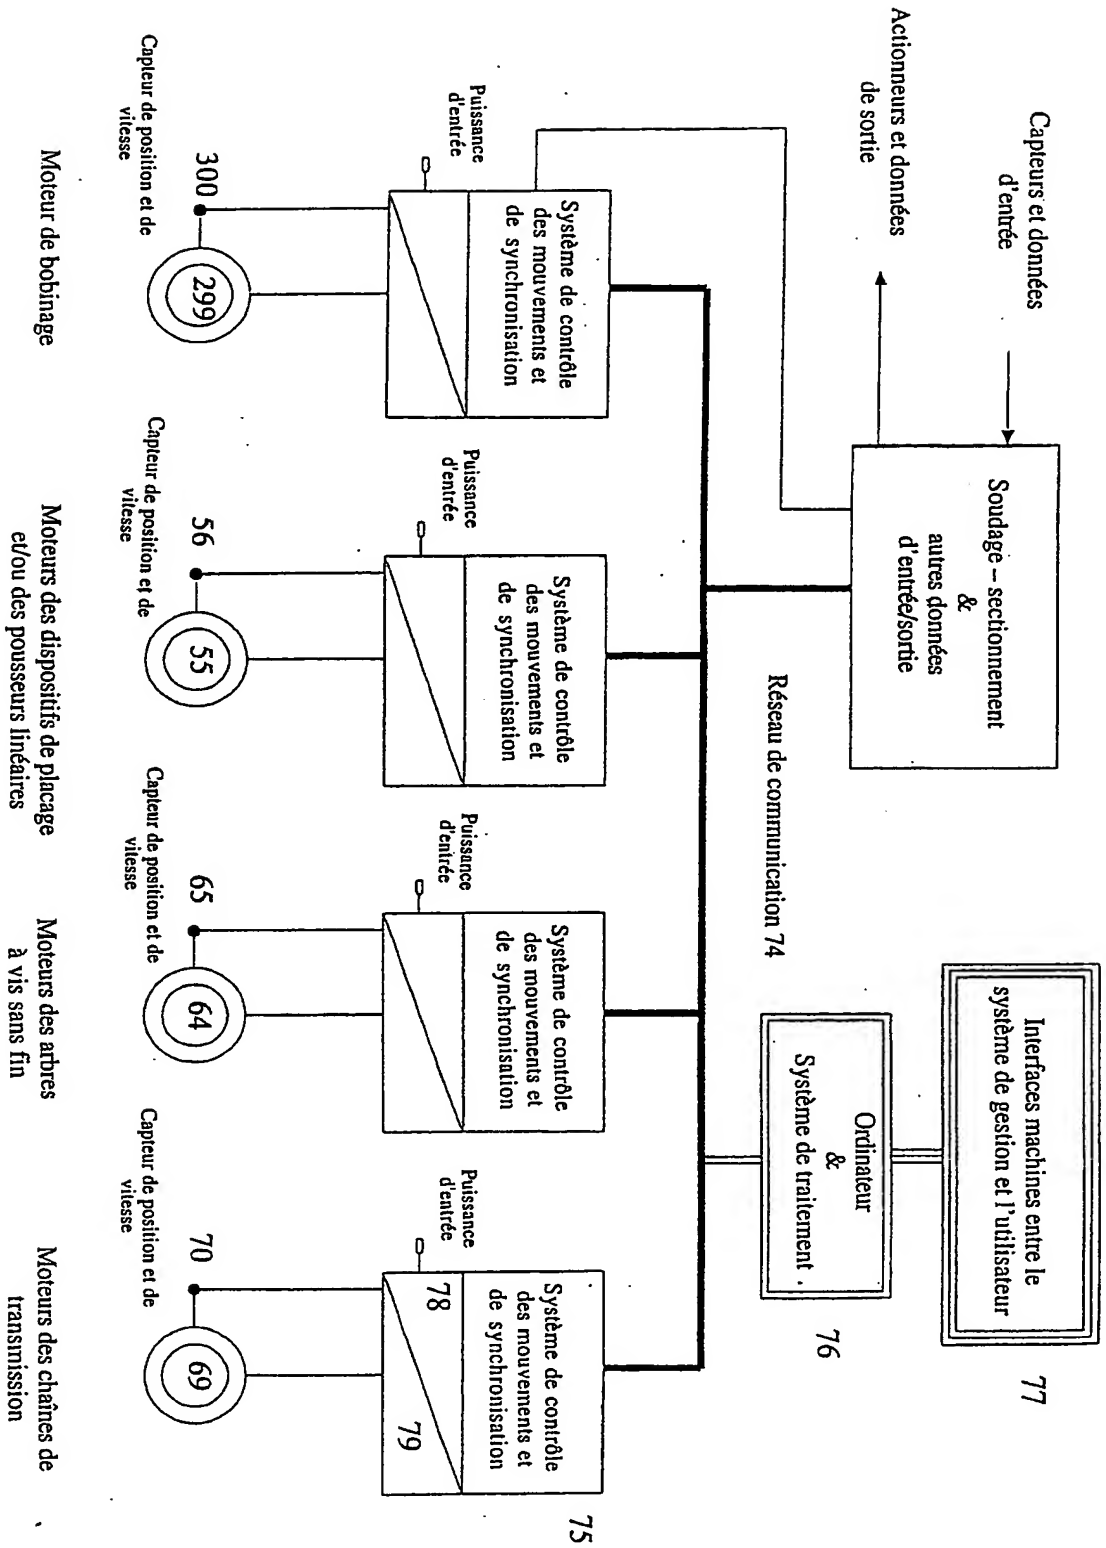 Interfaces machines entre le
système de gestion et l'utilisateur
77
Capteurs et données
d'entrée
Actionneurs et données
de sortie
Soudage – sectionnement
&
autres données
d'entrée/sortie
Ordinateur
&
Système de traitement .
76
Réseau de communication 74
Système de contrôle
des mouvements et
de synchronisation
Système de contrôle
des mouvements et
de synchronisation
Système de contrôle
des mouvements et
de synchronisation
Système de contrôle
des mouvements et
de synchronisation
75
Puissance
d'entrée
Puissance
d'entrée
Puissance
d'entrée
Puissance
d'entrée
78
79
300
299
56
55
65
64
70
69
Capteur de position et de
vitesse
Capteur de position et de
vitesse
Capteur de position et de
vitesse
Capteur de position et de
vitesse
Moteur de bobinage
Moteurs des dispositifs de placage
et/ou des pousseurs linéaires
Moteurs des arbres
à vis sans fin
Moteurs des chaînes de
transmission